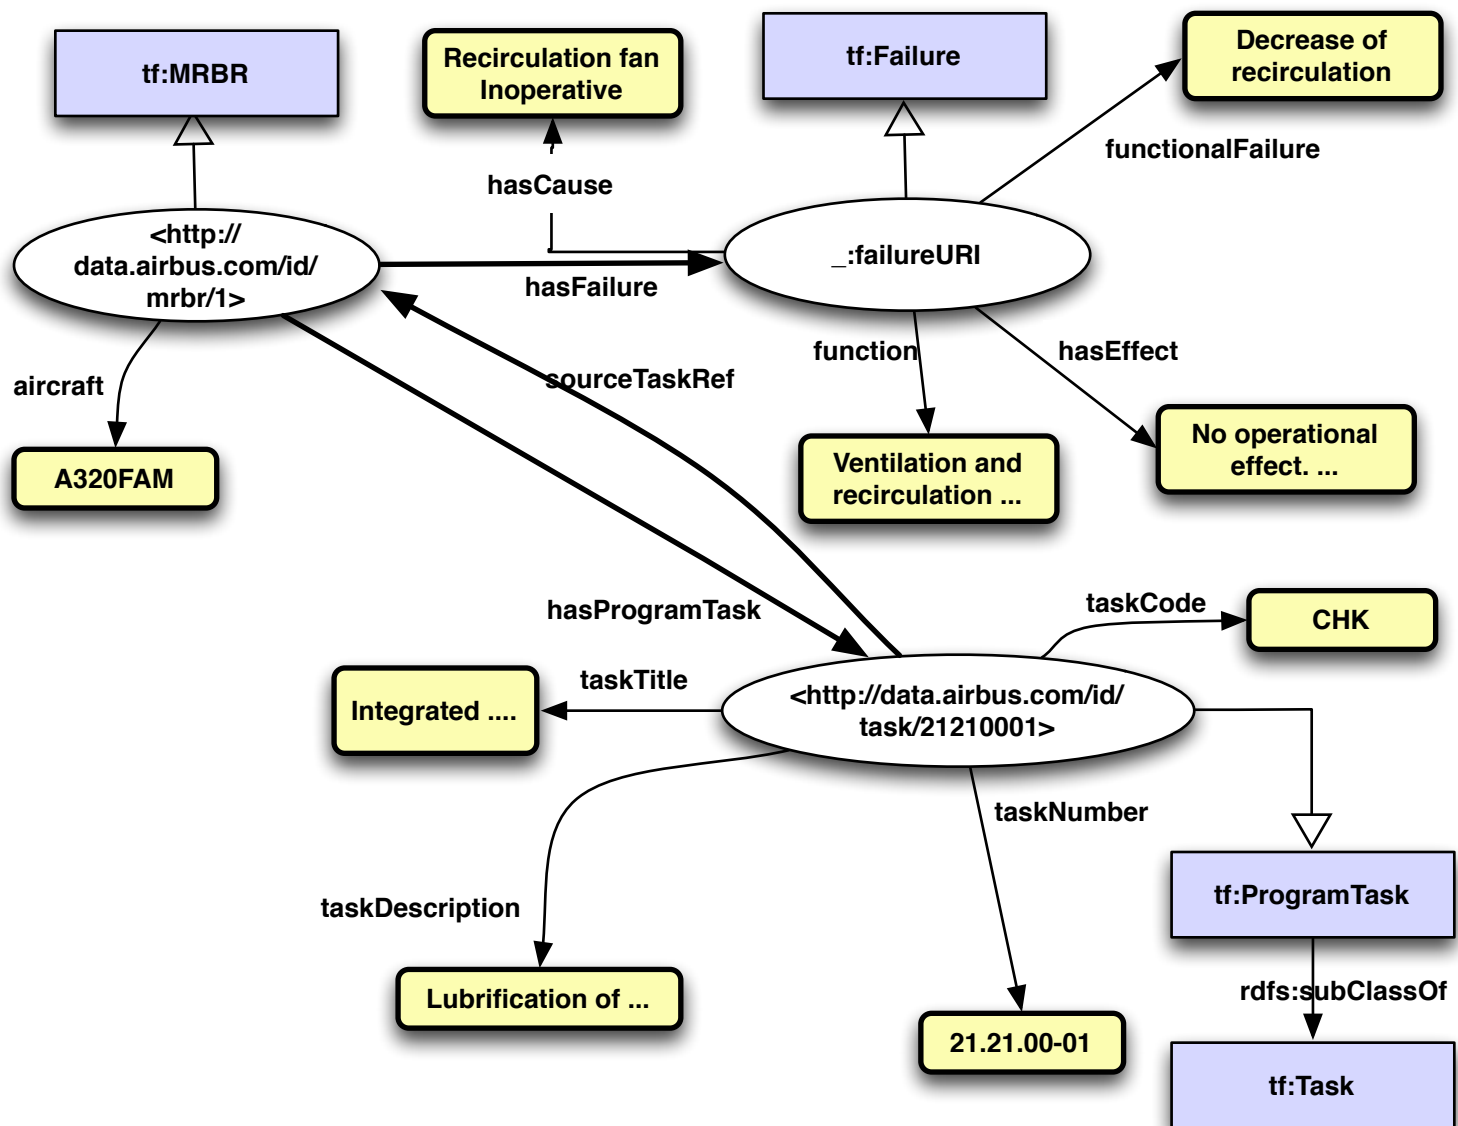 tf:MRBR
Recirculation fan
Inoperative
tf:Failure
Decrease of
recirculation
functionalFailure
hasCause
<http://
data.airbus.com/id/
mrbr/1>
_:failureURI
hasFailure
function
hasEffect
sourceTaskRef
aircraft
A320FAM
Ventilation and
recirculation ...
No operational
effect. ...
hasProgramTask
taskCode
CHK
taskTitle
Integrated ....
<http://data.airbus.com/id/
task/21210001>
taskNumber
taskDescription
tf:ProgramTask
Lubrification of ...
rdfs:subClassOf
21.21.00-01
tf:Task